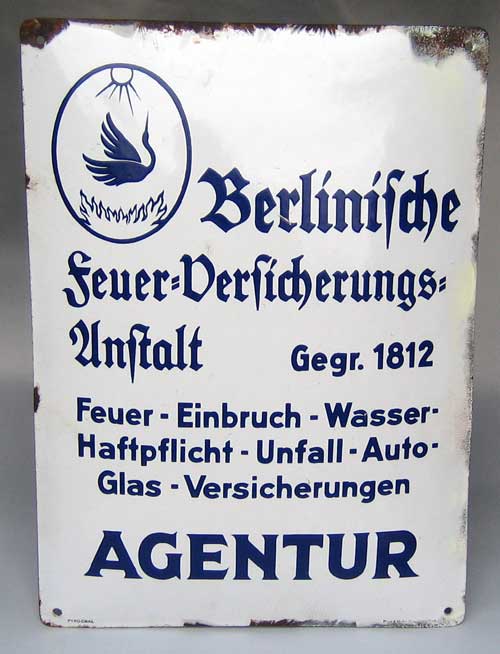 Berliniſche
Feuer-Verſicherungs-
Anſtalt
Gegr. 1812
Feuer - Einbruch - Wasser-
Haftpflicht - Unfall - Auto-
Glas - Versicherungen
AGENTUR